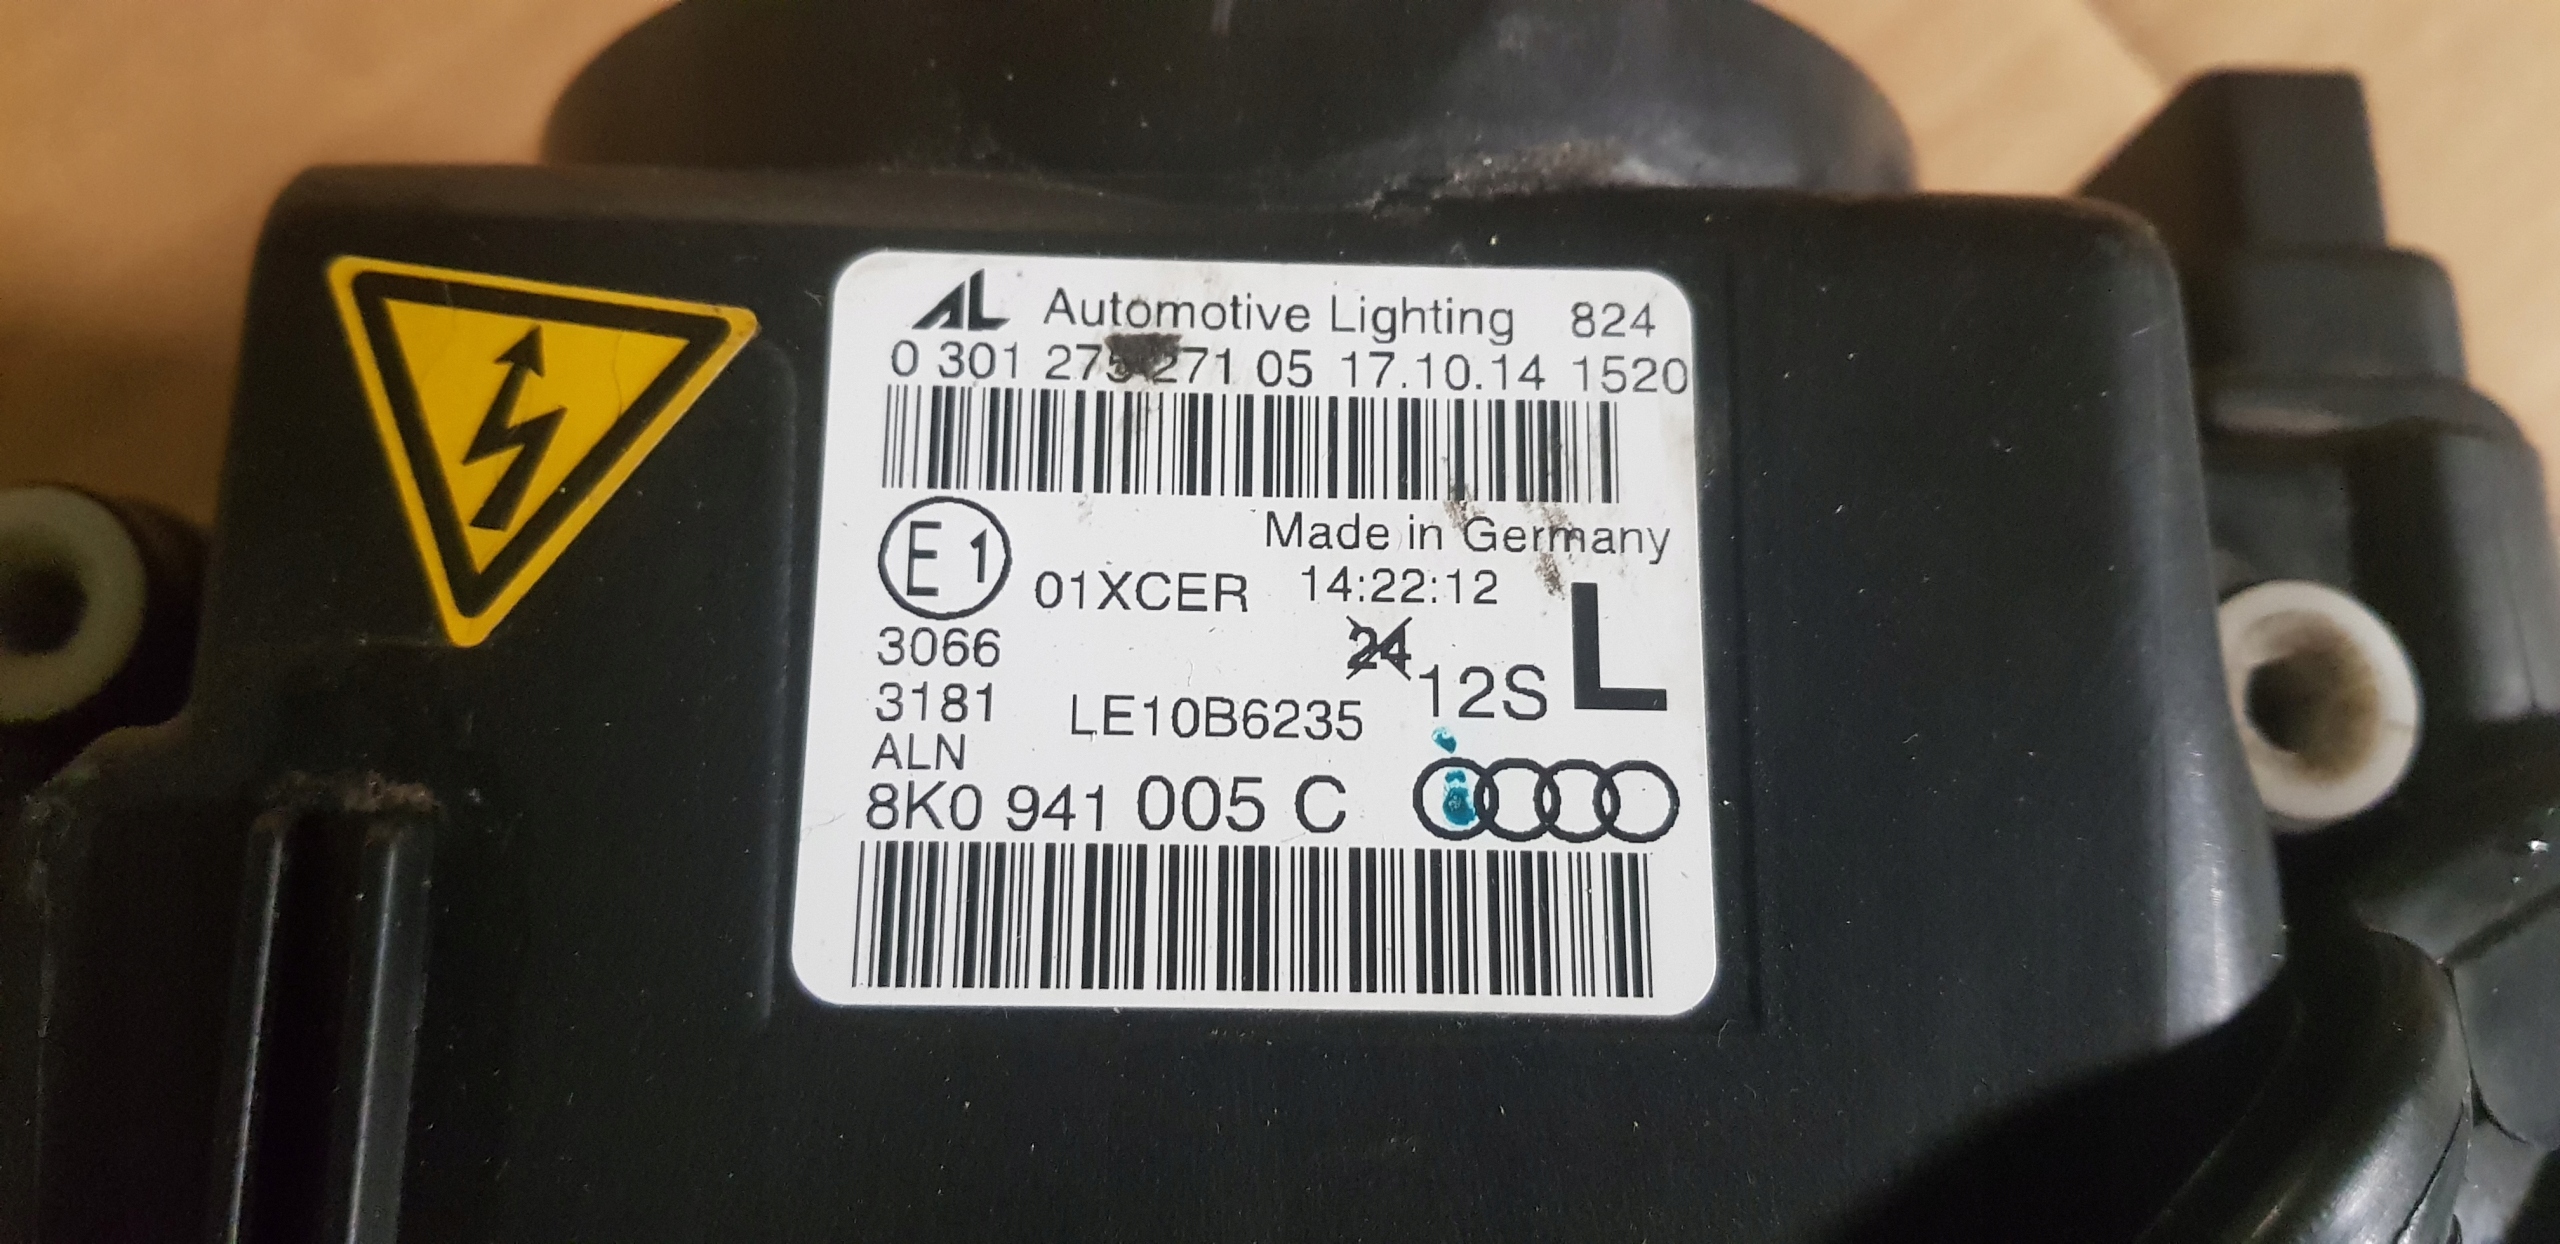 AL Automotive Lighting 824
0 301 275 271 05 17.10.14 1520
Made in Germany
E1 01XCER 14:22:12 L
3066 24 12S
3181 LE10B6235
ALN
8K0 941 005 C